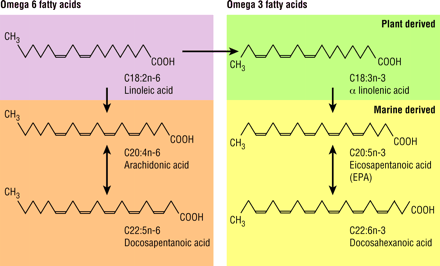 Omega 6 fatty acids
Omega 3 fatty acids
Plant derived
CH3
COOH
C18:2n-6
Linoleic acid
CH3
COOH
C18:3n-3
α linolenic acid
Marine derived
CH3
COOH
C20:4n-6
Arachidonic acid
CH3
COOH
C20:5n-3
Eicosapentanoic acid
(EPA)
CH3
COOH
C22:5n-6
Docosapentanoic acid
CH3
COOH
C22:6n-3
Docosahexanoic acid